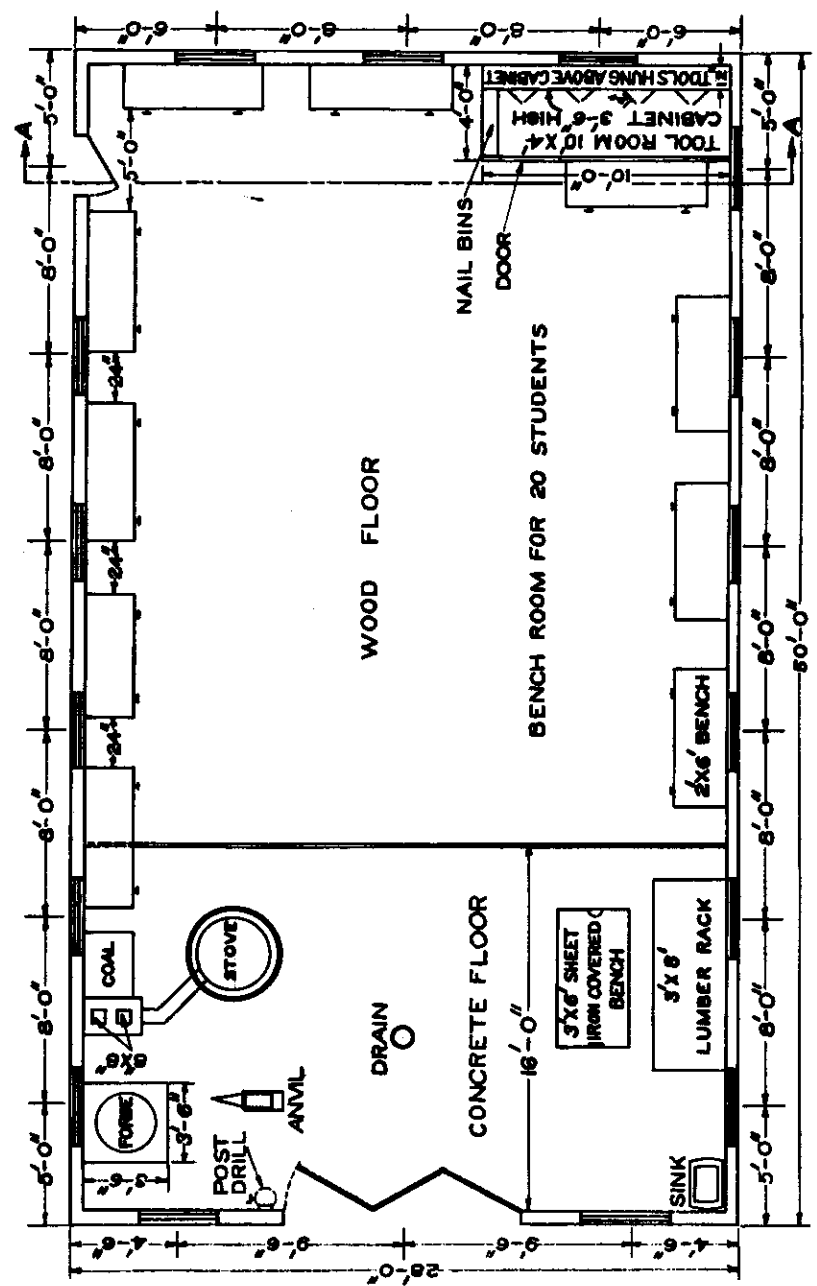 5'-0" 8'-0" 8'-0" 8'-0" 8'-0" 8'-0" 5'-0"
A
FORGE
3'-6"
3'-6"
8"X8"
COAL
24"
24"
24"
5'-0"
STOVE
ANVIL
POST
DRILL
DRAIN
WOOD FLOOR
CONCRETE FLOOR
16'-0"
BENCH ROOM FOR 20 STUDENTS
3'X6' SHEET
IRON COVERED
BENCH
3'X8'
LUMBER RACK
SINK
2'X6' BENCH
NAIL BINS
DOOR
4'-0"
10'-0"
TOOL ROOM 10'X4'
CABINET 3'-6" HIGH
TOOLS HUNG ABOVE CABINET
12"
4'-6"
9'-6"
9'-6"
4'-6"
28'-0"
6'-0"
8'-0"
8'-0"
6'-0"
A
5'-0" 8'-0" 8'-0" 8'-0" 8'-0" 8'-0" 5'-0"
50'-0"